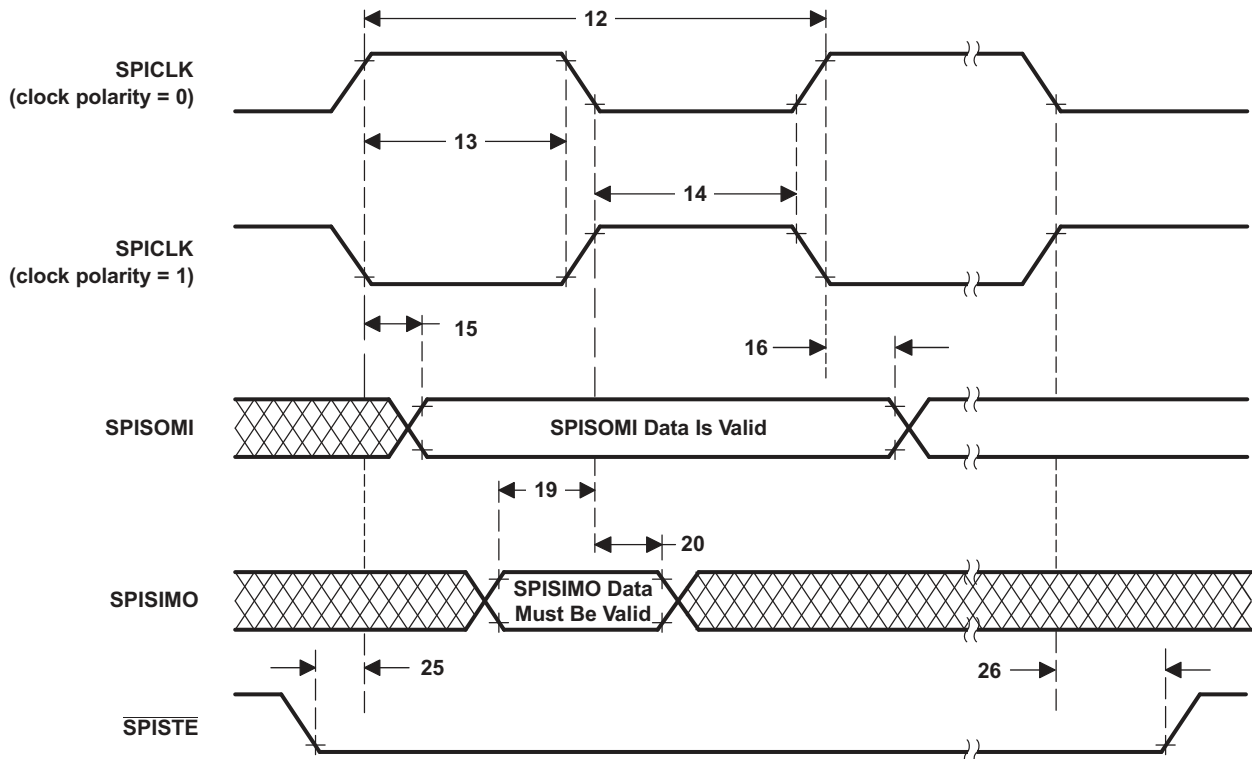 12
SPICLK
(clock polarity = 0)
13
14
SPICLK
(clock polarity = 1)
15
16
SPISOMI
SPISOMI Data Is Valid
19
20
SPISIMO
SPISIMO Data
Must Be Valid
25
26
SPISTE